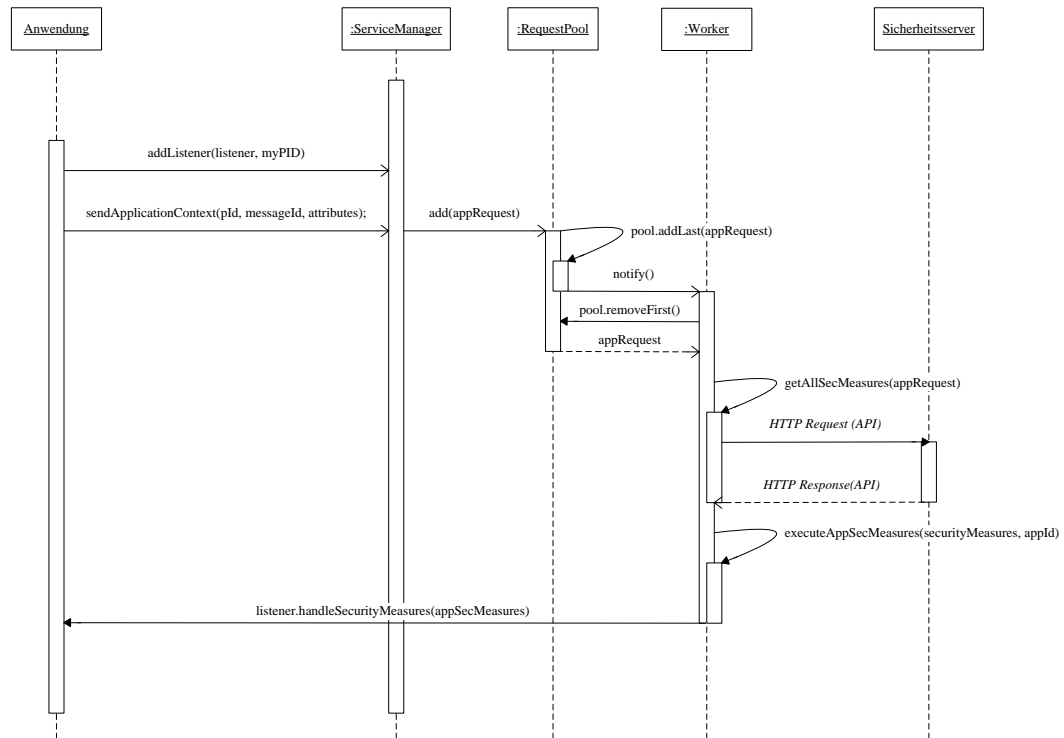 Anwendung
:ServiceManager
:RequestPool
:Worker
Sicherheitsserver
addListener(listener, myPID)
sendApplicationContext(pId, messageId, attributes);
add(appRequest)
pool.addLast(appRequest)
notify()
pool.removeFirst()
appRequest
getAllSecMeasures(appRequest)
HTTP Request (API)
HTTP Response(API)
executeAppSecMeasures(securityMeasures, appId)
listener.handleSecurityMeasures(appSecMeasures)